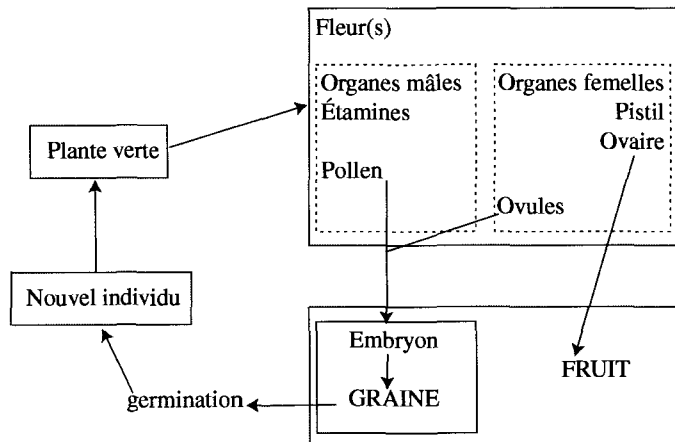 Fleur(s)
Organes mâles
Étamines
Pollen
Organes femelles
Pistil
Ovaire
Ovules
Plante verte
Nouvel individu
germination
Embryon
GRAINE
FRUIT